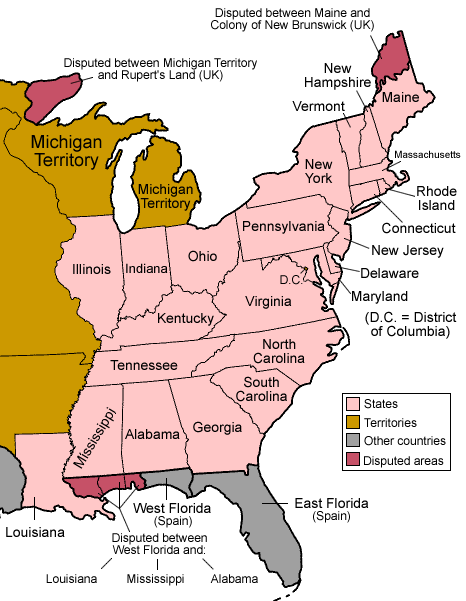 Disputed between Maine and
Colony of New Brunswick (UK)
Disputed between Michigan Territory
and Rupert's Land (UK)
New
Hampshire
Vermont
Maine
Michigan
Territory
Massachusetts
New
York
Michigan
Territory
Rhode
Island
Connecticut
Pennsylvania
New Jersey
Ohio
Illinois
Indiana
Delaware
D.C.
Maryland
Virginia
(D.C. = District
of Columbia)
Kentucky
North
Carolina
Tennessee
South
Carolina
Mississippi
Alabama
Georgia
States
Territories
Other countries
Disputed areas
East Florida
(Spain)
West Florida
(Spain)
Louisiana
Disputed between
West Florida and:
Louisiana
Mississippi
Alabama